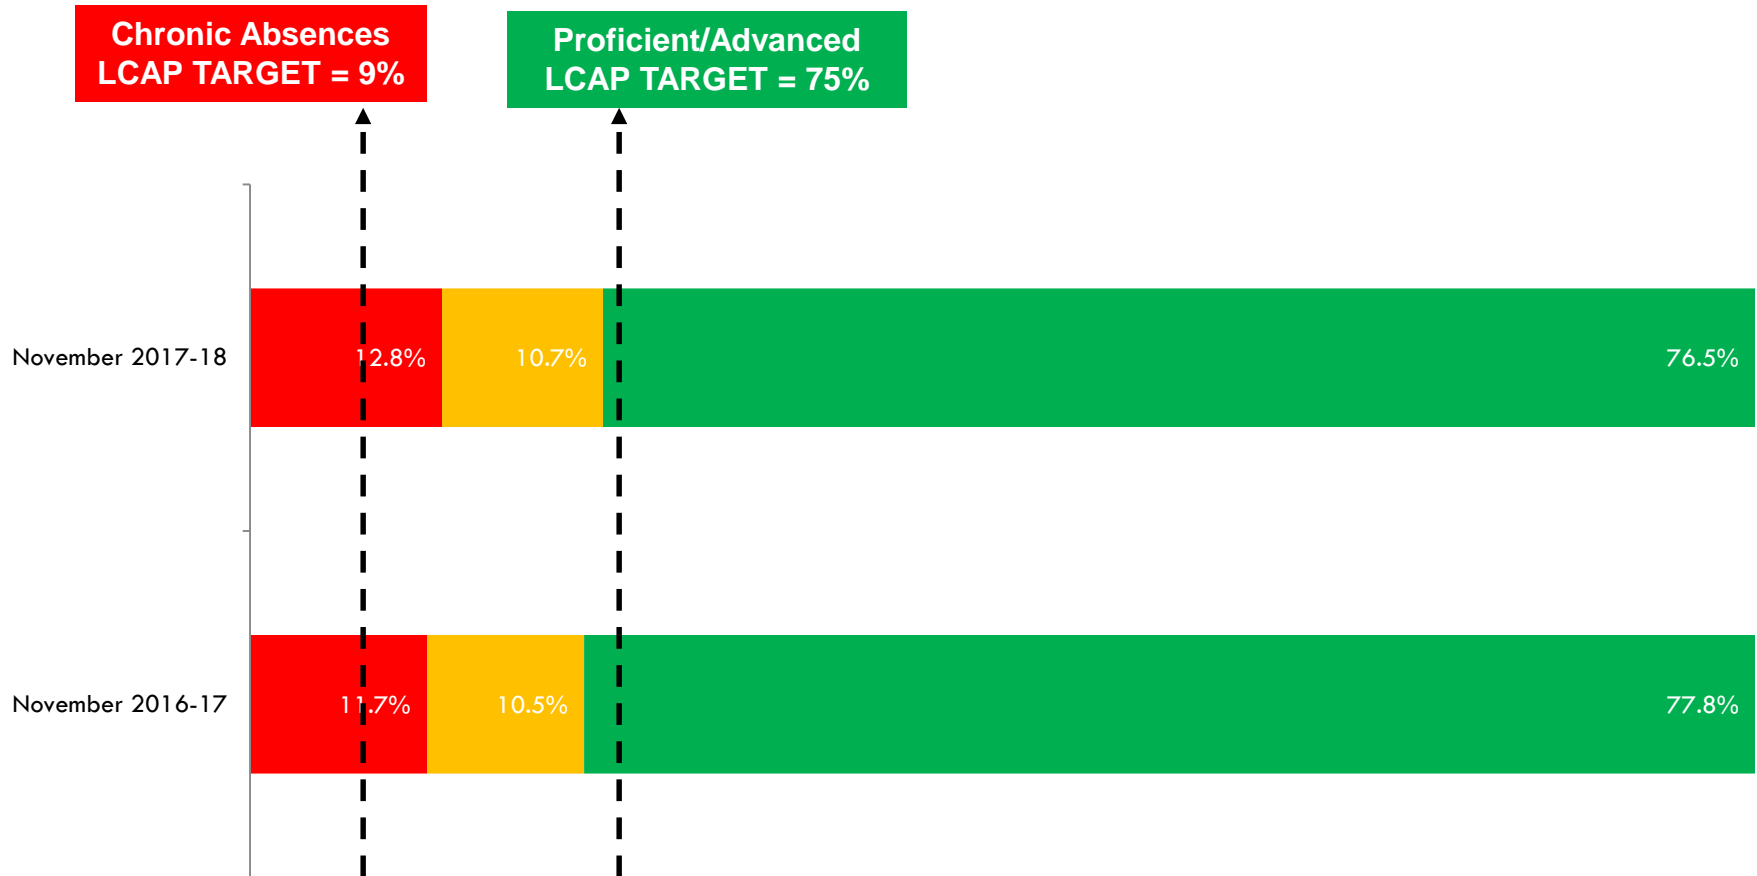 Chronic Absences
LCAP TARGET = 9%
Proficient/Advanced
LCAP TARGET = 75%
November 2017-18
12.8%
10.7%
76.5%
November 2016-17
11.7%
10.5%
77.8%